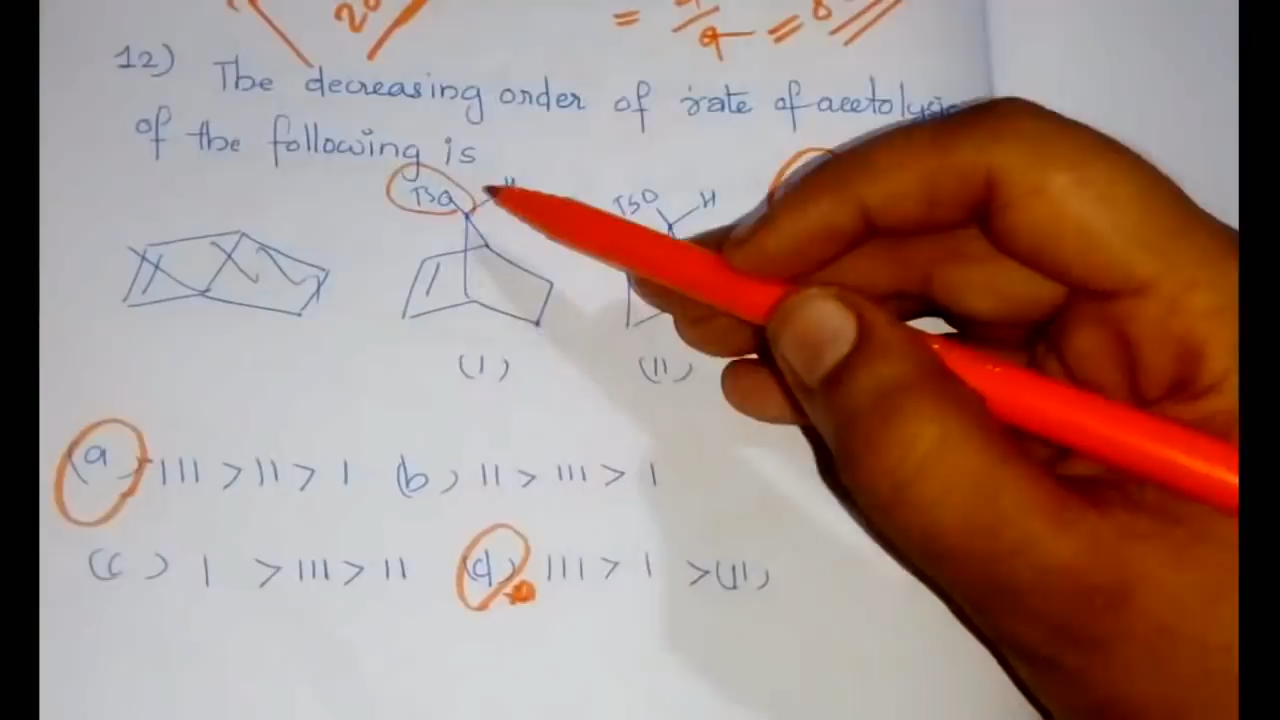 20
= =
12) The decreasing order of rate of acetolysis
of the following is
TSO H TSO H
(I) (II)
(a) III > II > I (b) II > III > I
(c) I > III > II (d) III > I > (II)